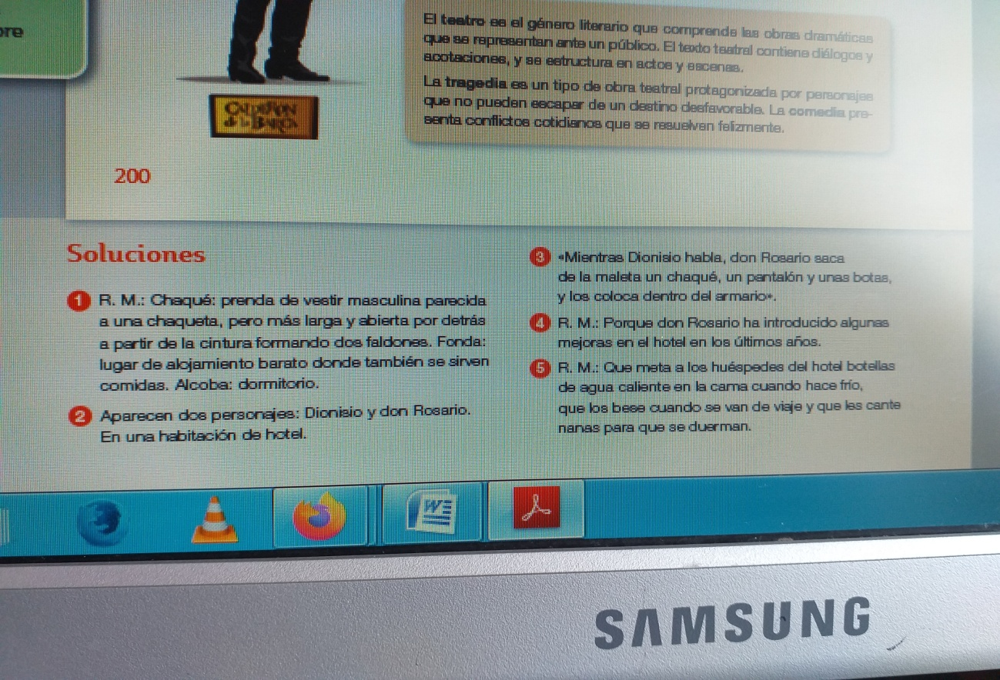 ore
El teatro es el género literario que comprende las obras dramáticas
que se representan ante un público. El texto teatral contiene diálogos y
acotaciones, y se estructura en actos y escenas.
La tragedia es un tipo de obra teatral protagonizada por personajes
que no pueden escapar de un destino desfavorable. La comedia pre-
senta conflictos cotidianos que se resuelven felizmente.
CALDERON
DE LA BARCA
200
Soluciones
1 R. M.: Chaqué: prenda de vestir masculina parecida
a una chaqueta, pero más larga y abierta por detrás
a partir de la cintura formando dos faldones. Fonda:
lugar de alojamiento barato donde también se sirven
comidas. Alcoba: dormitorio.
2 Aparecen dos personajes: Dionisio y don Rosario.
En una habitación de hotel.
3 «Mientras Dionisio habla, don Rosario saca
de la maleta un chaqué, un pantalón y unas botas,
y los coloca dentro del armario».
4 R. M.: Porque don Rosario ha introducido algunas
mejoras en el hotel en los últimos años.
5 R. M.: Que meta a los huéspedes del hotel botellas
de agua caliente en la cama cuando hace frío,
que los bese cuando se van de viaje y que les cante
nanas para que se duerman.
W
SAMSUNG